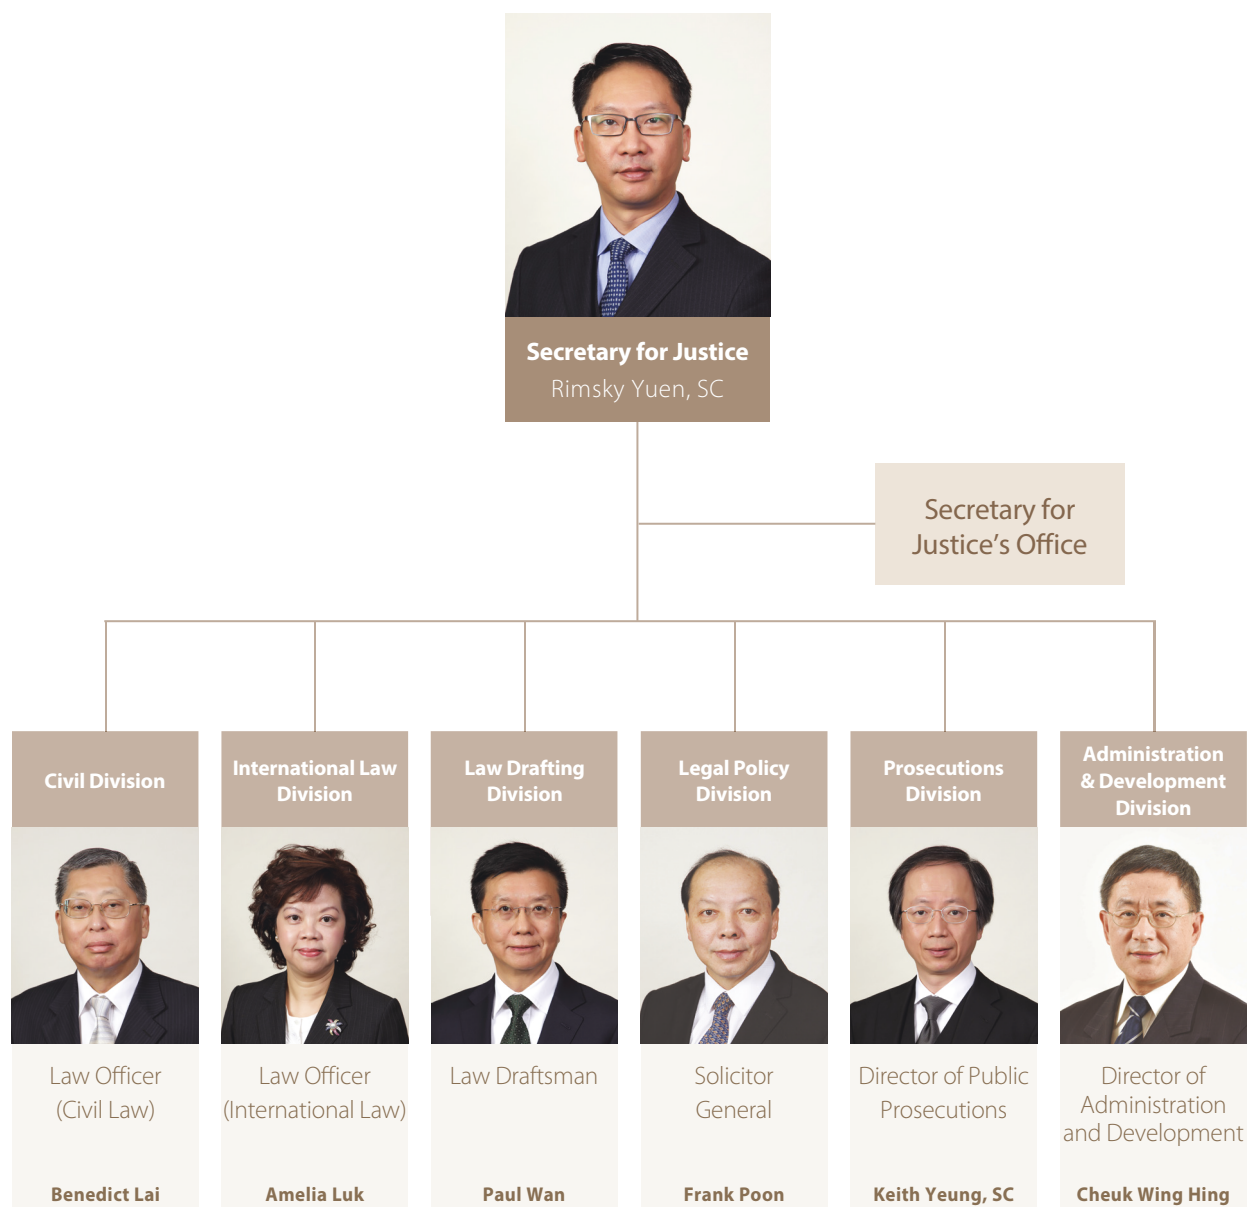 Secretary for Justice
Rimsky Yuen, SC
Secretary for
Justice’s Office
Civil Division
International Law
Division
Law Drafting
Division
Legal Policy
Division
Prosecutions
Division
Administration
& Development
Division
Law Officer
(Civil Law)
Benedict Lai
Law Officer
(International Law)
Amelia Luk
Law Draftsman
Paul Wan
Solicitor
General
Frank Poon
Director of Public
Prosecutions
Keith Yeung, SC
Director of
Administration
and Development
Cheuk Wing Hing